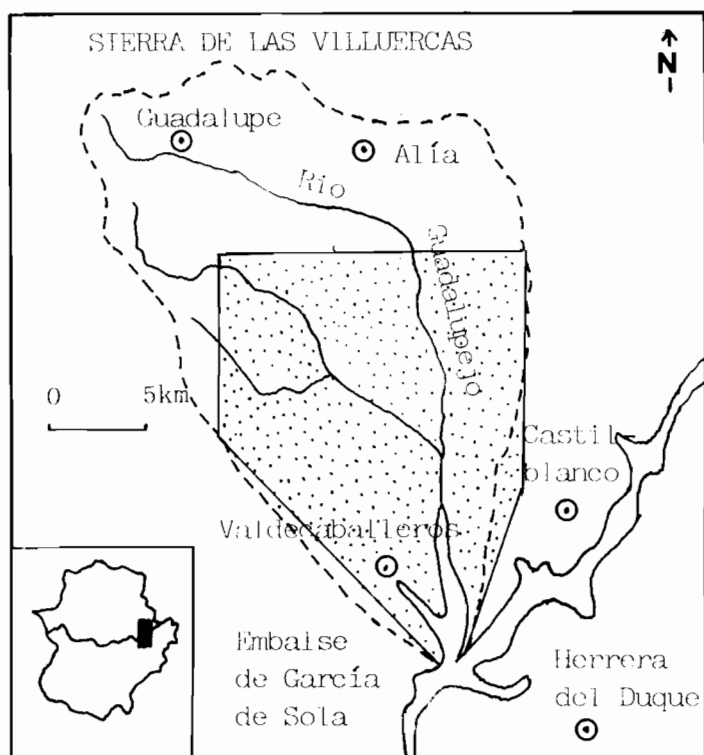 SIERRA DE LAS VILLUERCAS
N
Guadalupe
Alía
Río
Guadalupejo
0 5km
Castil
blanco
Valdecaballeros
Embalse
de García
de Sola
Herrera
del Duque